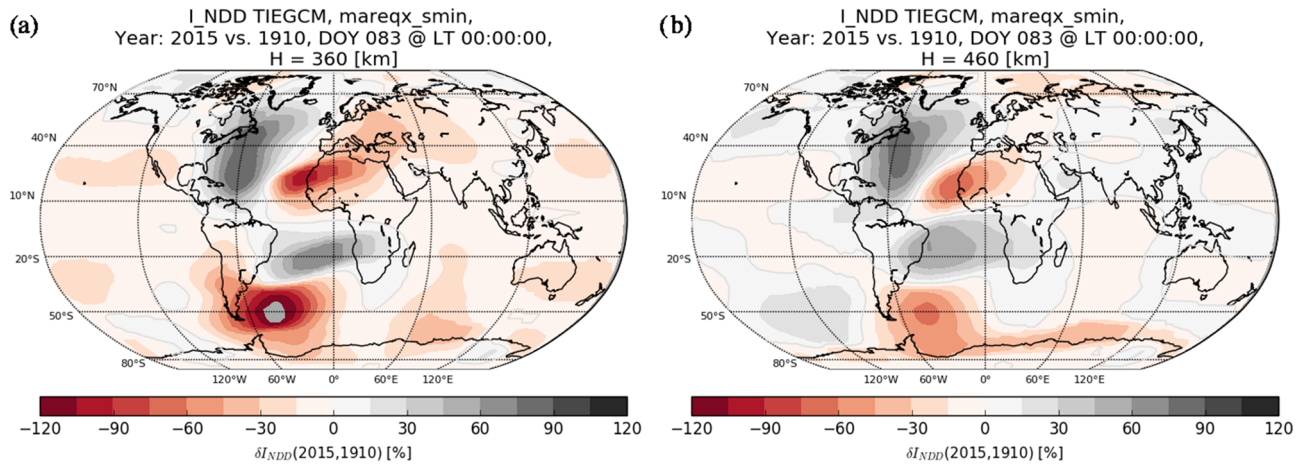 (a)
I_NDD TIEGCM, mareqx_smin,
Year: 2015 vs. 1910, DOY 083 @ LT 00:00:00,
H = 360 [km]
70°N
40°N
10°N
20°S
50°S
80°S
120°W 60°W 0° 60°E 120°E
−120 −90 −60 −30 0 30 60 90 120
δI_NDD(2015,1910) [%]
(b)
I_NDD TIEGCM, mareqx_smin,
Year: 2015 vs. 1910, DOY 083 @ LT 00:00:00,
H = 460 [km]
70°N
40°N
10°N
20°S
50°S
80°S
120°W 60°W 0° 60°E 120°E
−120 −90 −60 −30 0 30 60 90 120
δI_NDD(2015,1910) [%]